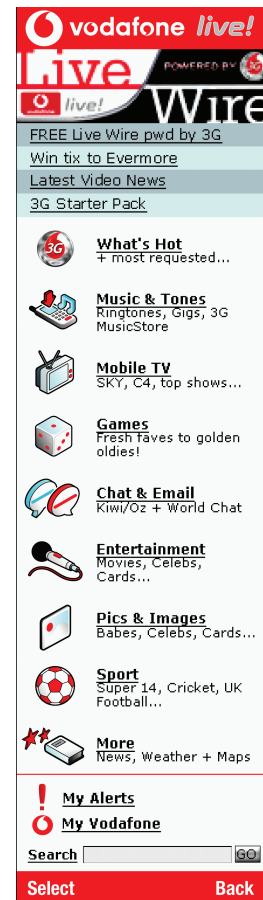 vodafone live!
Live
POWERED BY 3G
live!
Wire
FREE Live Wire pwd by 3G
Win tix to Evermore
Latest Video News
3G Starter Pack
3G
What's Hot
+ most requested...
Music & Tones
Ringtones, Gigs, 3G
MusicStore
Mobile TV
SKY, C4, top shows...
Games
Fresh faves to golden
oldies!
Chat & Email
Kiwi/Oz + World Chat
Entertainment
Movies, Celebs,
Cards...
Pics & Images
Babes, Celebs, Cards...
Sport
Super 14, Cricket, UK
Football...
More
News, Weather + Maps
My Alerts
My Vodafone
Search GO
Select Back